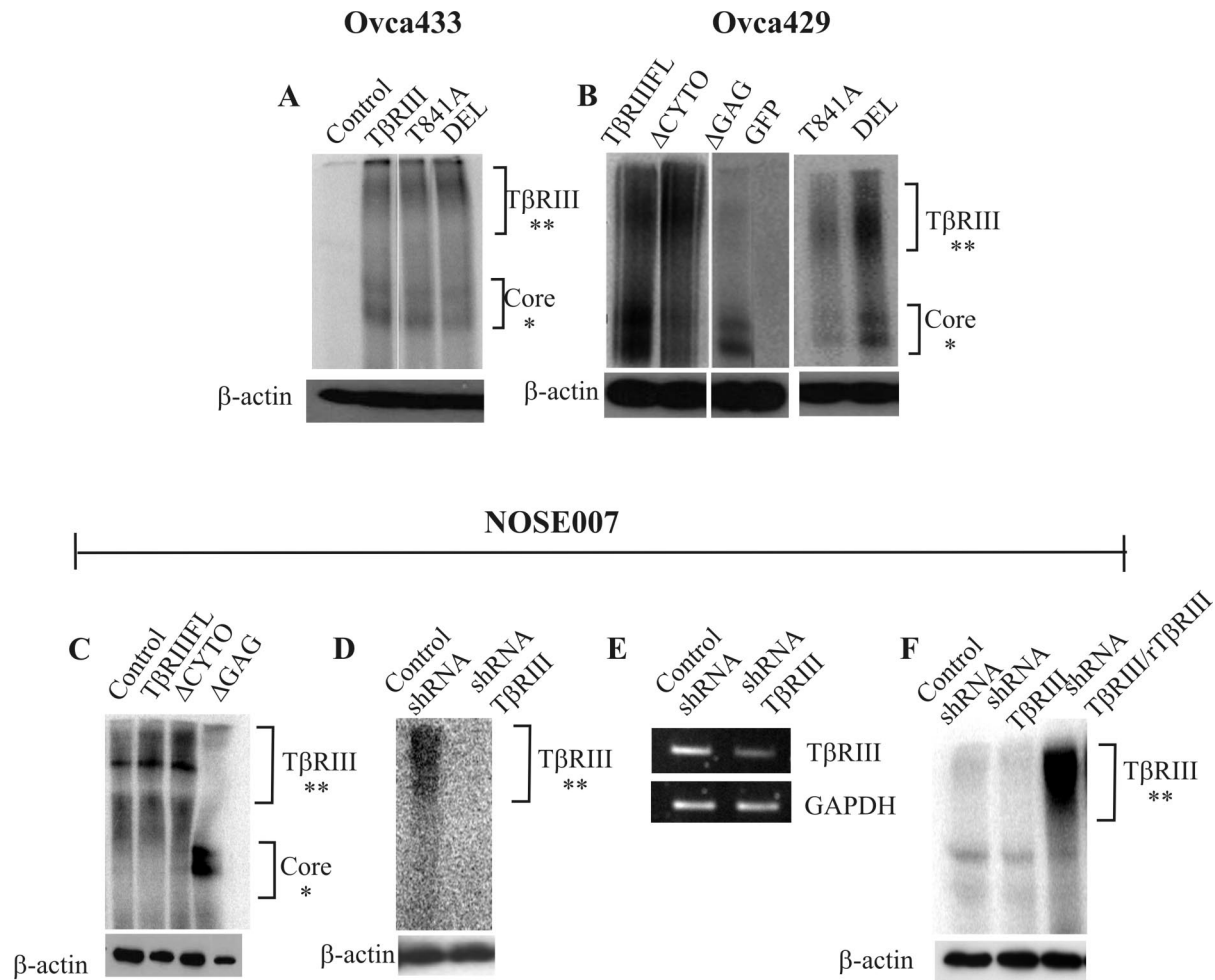 Ovca433
Ovca429
A
Control
TβRIII
T841A
DEL
TβRIII
**
Core
*
β-actin
B
TβRIIIFL
ΔCYTO
ΔGAG
GFP
T841A
DEL
TβRIII
**
Core
*
β-actin
NOSE007
C
Control
TβRIIIFL
ΔCYTO
ΔGAG
TβRIII
**
Core
*
β-actin
D
Control
shRNA
shRNA
TβRIII
TβRIII
**
β-actin
E
Control
shRNA
shRNA
TβRIII
TβRIII
GAPDH
F
Control
shRNA
shRNA
TβRIII
shRNA
TβRIII/rTβRIII
TβRIII
**
β-actin